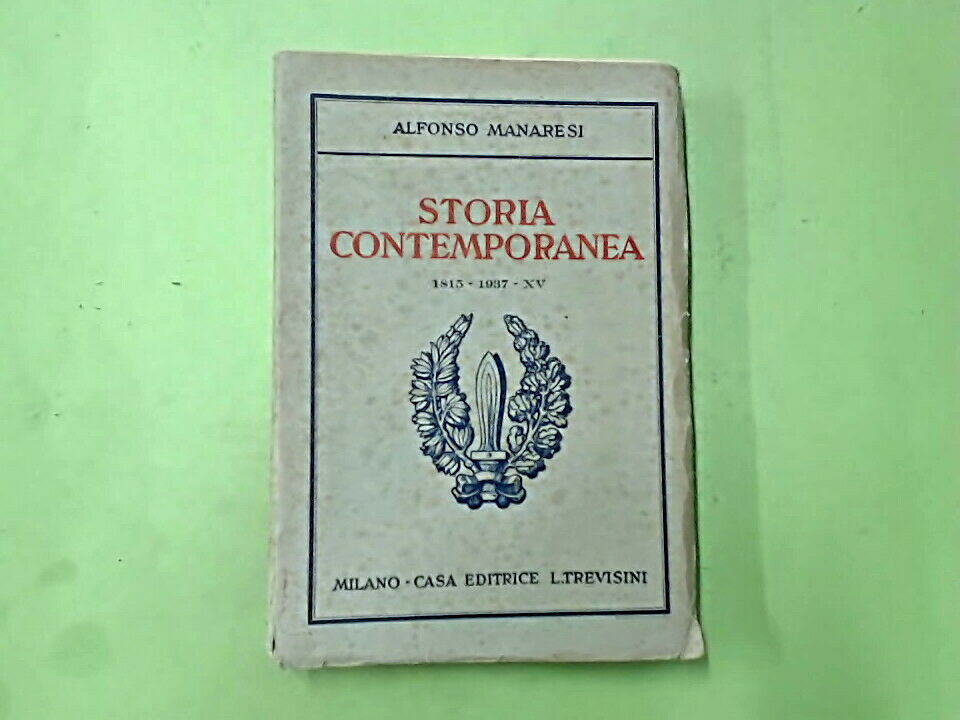 ALFONSO MANARESI
STORIA
CONTEMPORANEA
1815 - 1937 - XV
MILANO - CASA EDITRICE L. TREVISINI